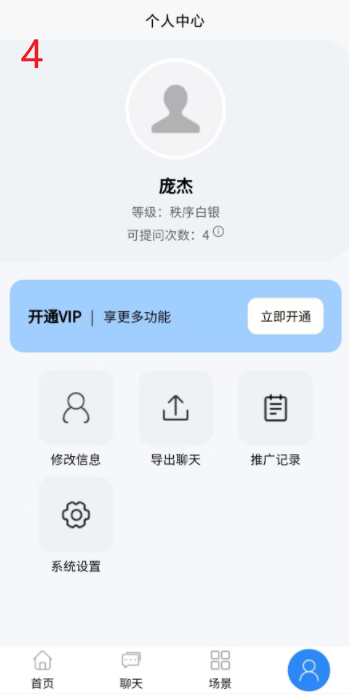 个人中心
4
庞杰
等级：秩序白银
可提问次数：4
开通VIP | 享更多功能
立即开通
修改信息
导出聊天
推广记录
系统设置
首页
聊天
场景